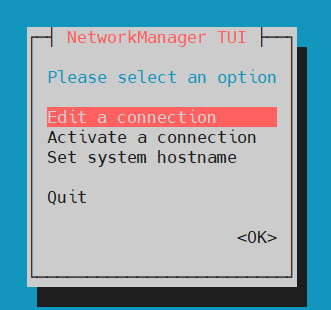 NetworkManager TUI
Please select an option
Edit a connection
Activate a connection
Set system hostname
Quit
<OK>